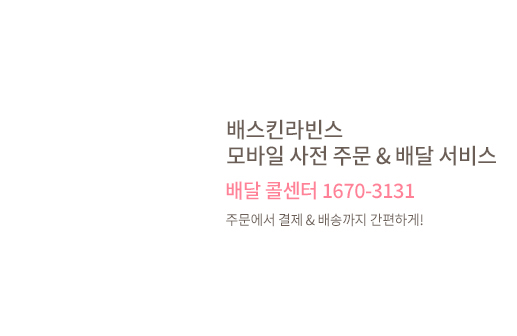 배스킨라빈스
모바일 사전 주문 & 배달 서비스
배달 콜센터 1670-3131
주문에서 결제 & 배송까지 간편하게!